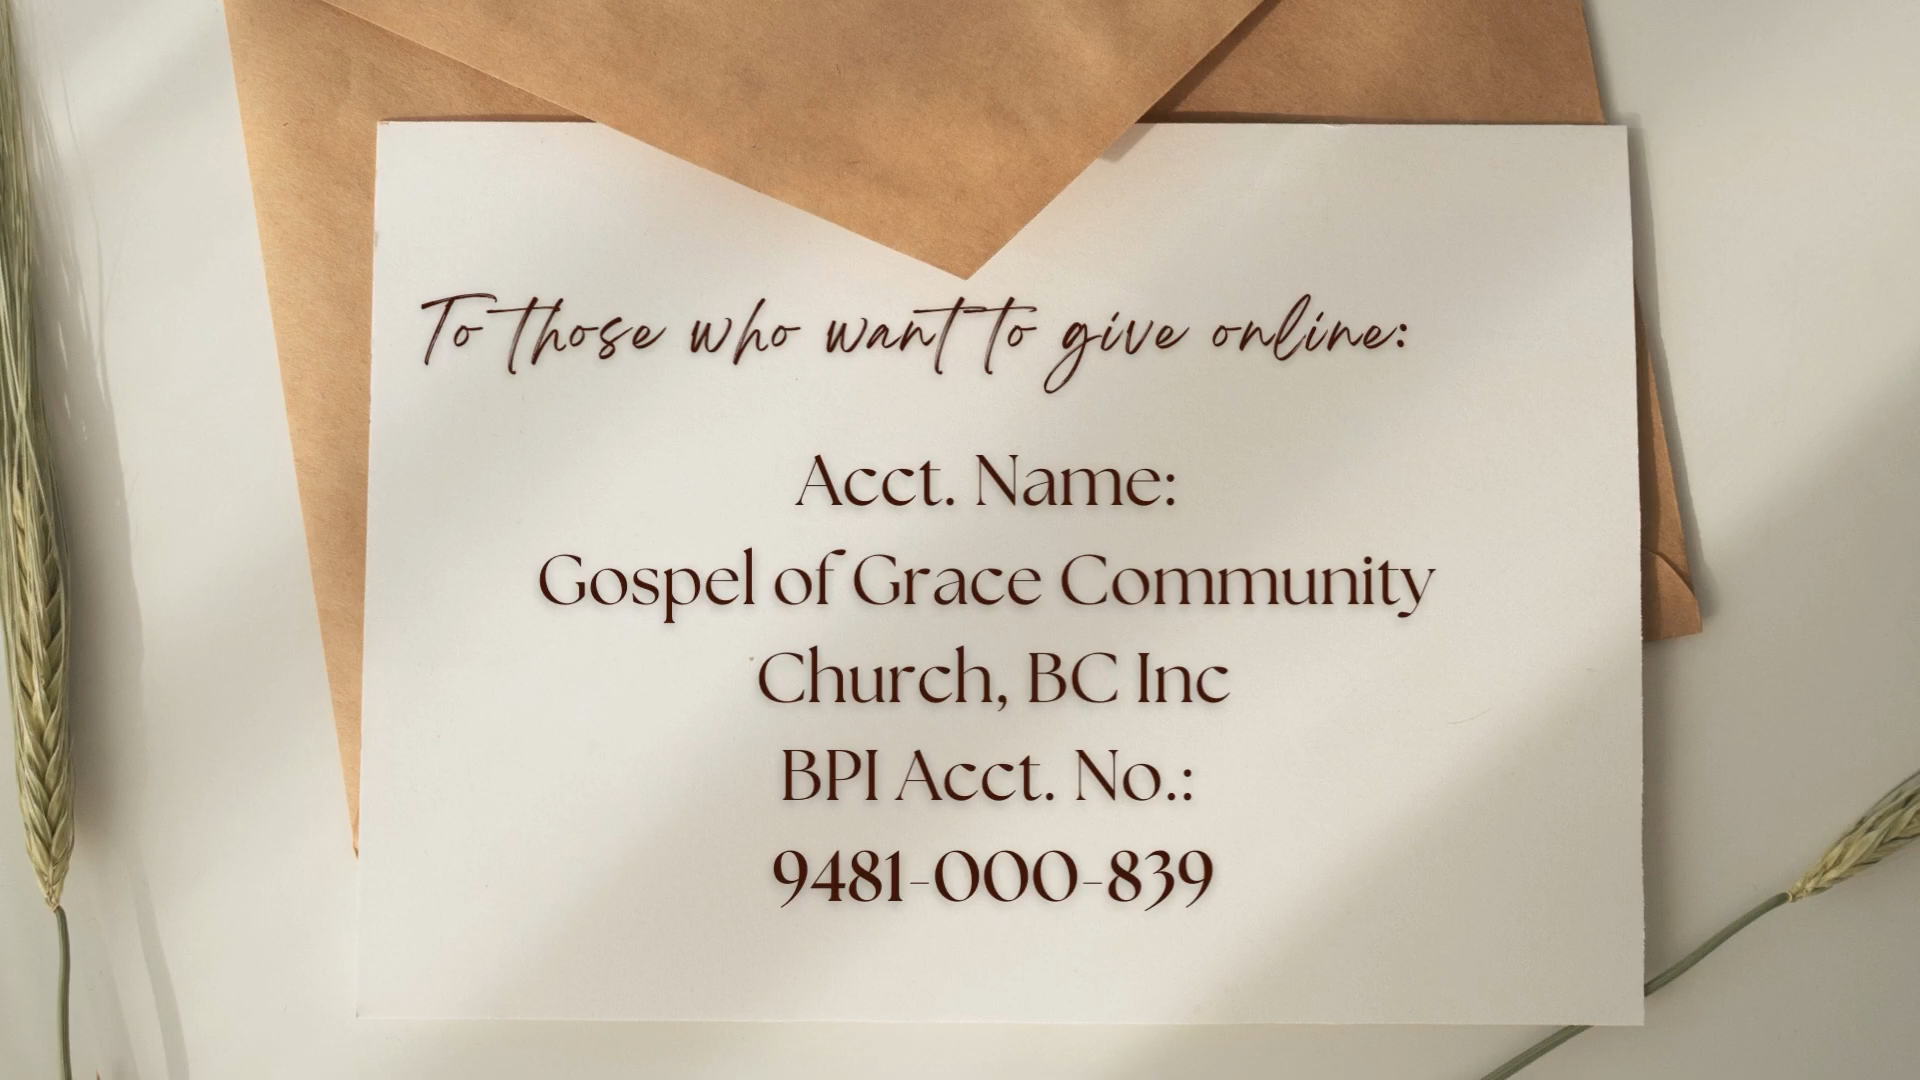 To those who want to give online:
Acct. Name:
Gospel of Grace Community
Church, BC Inc
BPI Acct. No.:
9481-000-839